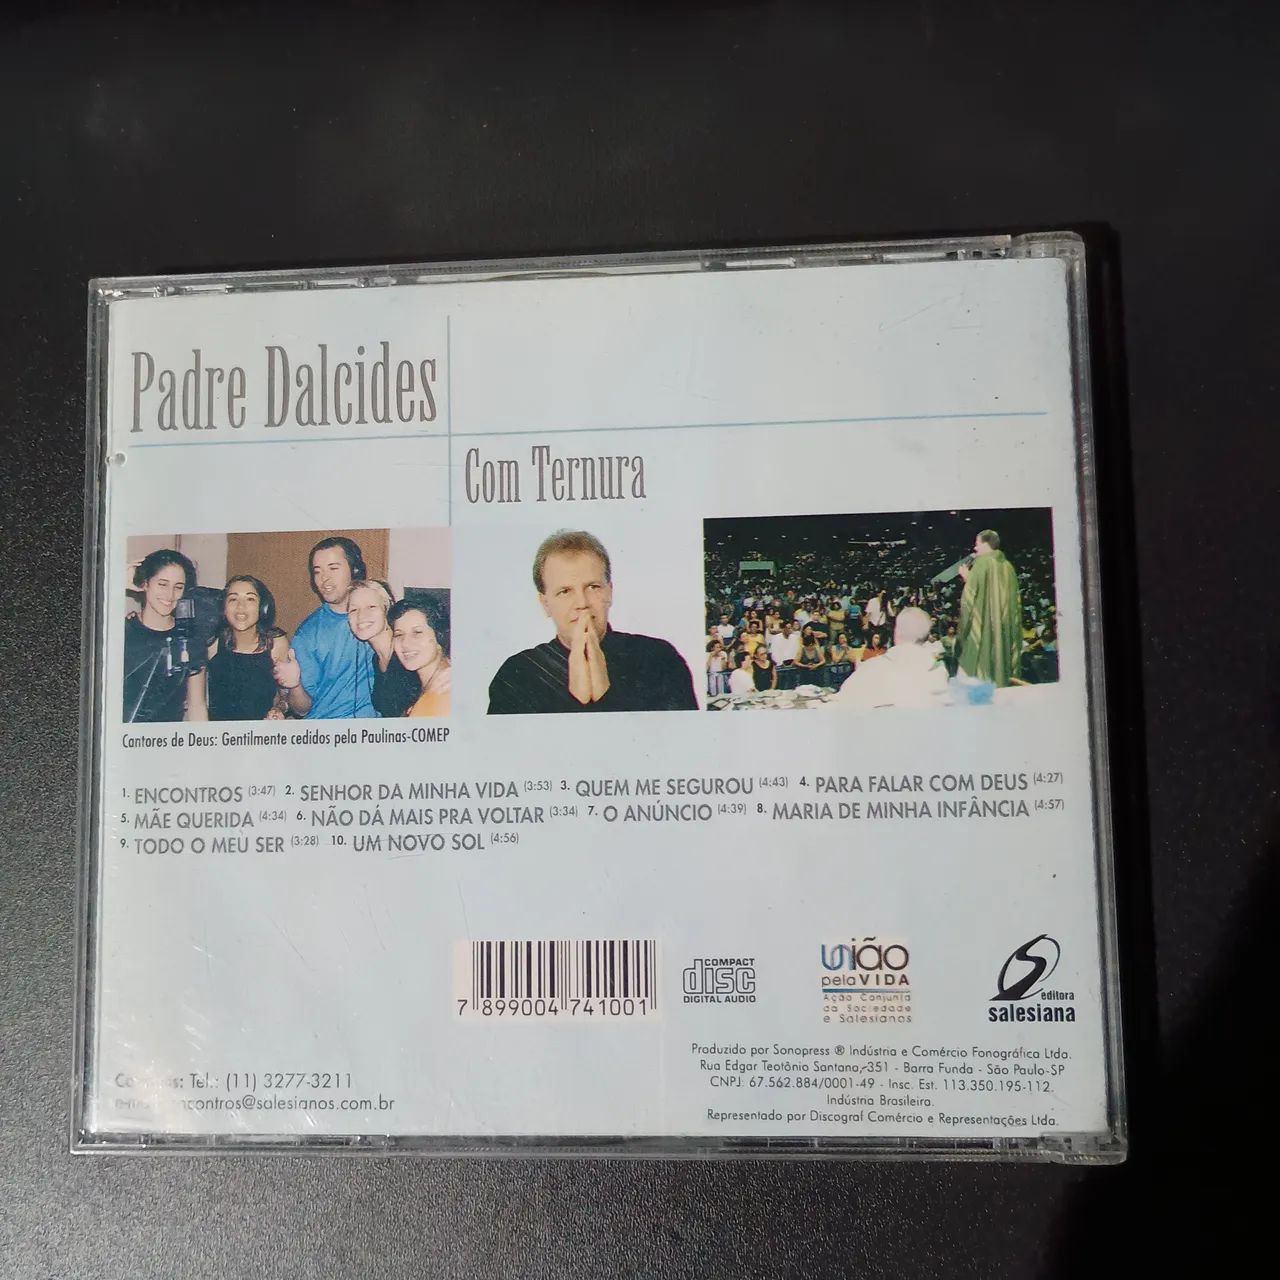 Padre Dalcides
Com Ternura
Cantores de Deus: Gentilmente cedidos pela Paulinas-COMEP
1. ENCONTROS (3:47) 2. SENHOR DA MINHA VIDA (3:53) 3. QUEM ME SEGUROU (4:43) 4. PARA FALAR COM DEUS (4:27)
5. MÃE QUERIDA (4:34) 6. NÃO DÁ MAIS PRA VOLTAR (3:34) 7. O ANÚNCIO (4:39) 8. MARIA DE MINHA INFÂNCIA (4:57)
9. TODO O MEU SER (3:28) 10. UM NOVO SOL (4:56)
7 899004 741001
COMPACT
disc
DIGITAL AUDIO
União
pelaVIDA
Ação Conjunta
da Sociedade
e Salesianos
editora
salesiana
Produzido por Sonopress ® Indústria e Comércio Fonográfica Ltda.
Rua Edgar Teotônio Santana, 351 - Barra Funda - São Paulo-SP
CNPJ: 67.562.884/0001-49 - Insc. Est. 113.350.195-112.
Indústria Brasileira.
Representado por Discograf Comércio e Representações Ltda.
Tel.: (11) 3277-3211
encontros@salesianos.com.br